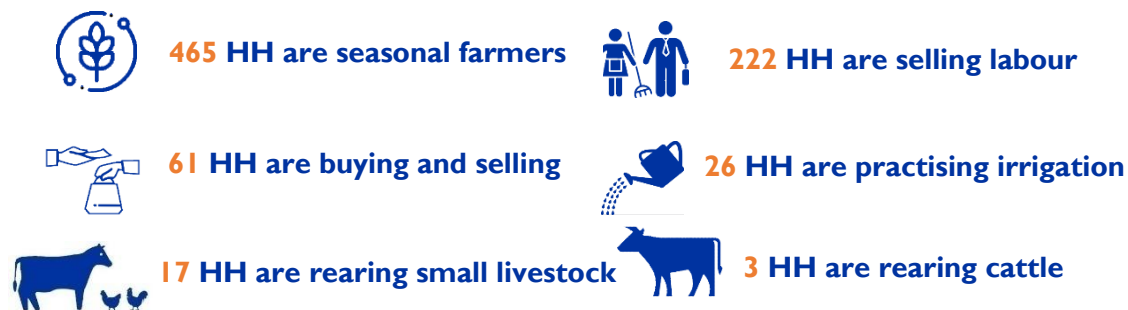 465 HH are seasonal farmers
222 HH are selling labour
61 HH are buying and selling
26 HH are practising irrigation
17 HH are rearing small livestock
3 HH are rearing cattle